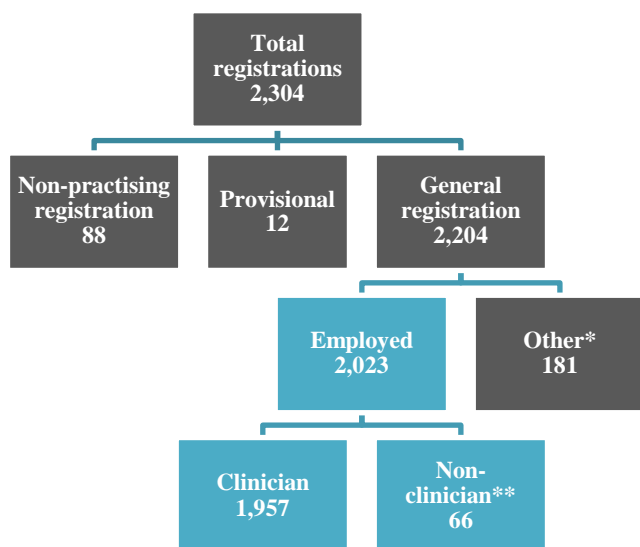 Total
registrations
2,304
Non-practising
registration
88
Provisional
12
General
registration
2,204
Employed
2,023
Other*
181
Clinician
1,957
Non-
clinician**
66